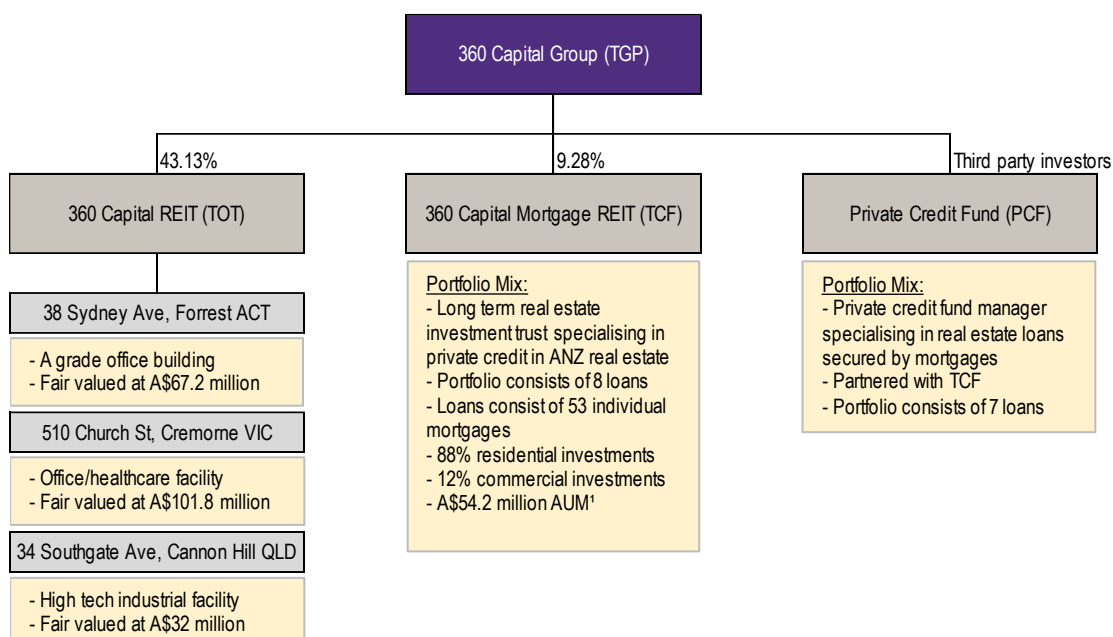 360 Capital Group (TGP)
43.13%
9.28%
Third party investors
360 Capital REIT (TOT)
360 Capital Mortgage REIT (TCF)
Private Credit Fund (PCF)
38 Sydney Ave, Forrest ACT
- A grade office building
- Fair valued at A$67.2 million
510 Church St, Cremorne VIC
- Office/healthcare facility
- Fair valued at A$101.8 million
34 Southgate Ave, Cannon Hill QLD
- High tech industrial facility
- Fair valued at A$32 million
Portfolio Mix:
- Long term real estate
investment trust specialising in
private credit in ANZ real estate
- Portfolio consists of 8 loans
- Loans consist of 53 individual
mortgages
- 88% residential investments
- 12% commercial investments
- A$54.2 million AUM¹
Portfolio Mix:
- Private credit fund manager
specialising in real estate loans
secured by mortgages
- Partnered with TCF
- Portfolio consists of 7 loans